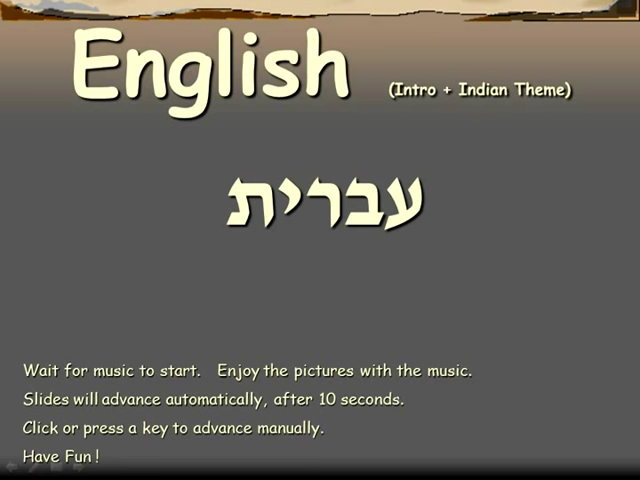 English (Intro + Indian Theme)
עברית
Wait for music to start. Enjoy the pictures with the music.
Slides will advance automatically, after 10 seconds.
Click or press a key to advance manually.
Have Fun !